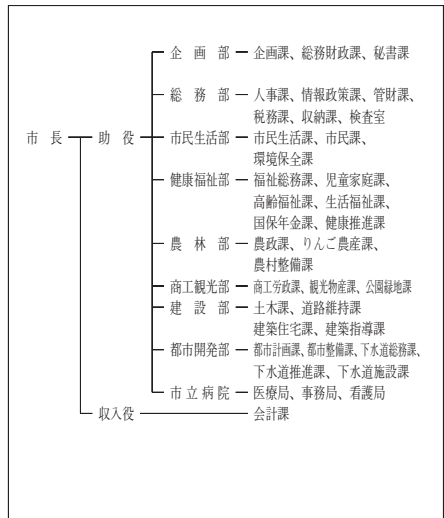 企画部 企画課、総務財政課、秘書課
総務部 人事課、情報政策課、管財課、
税務課、収納課、検査室
市長 助役 市民生活部 市民生活課、市民課、
環境保全課
健康福祉部 福祉総務課、児童家庭課、
高齢福祉課、生活福祉課、
国保年金課、健康推進課
農林部 農政課、りんご農産課、
農村整備課
商工観光部 商工労政課、観光物産課、公園緑地課
建設部 土木課、道路維持課
建築住宅課、建築指導課
都市開発部 都市計画課、都市整備課、下水道総務課、
下水道推進課、下水道施設課
市立病院 医療局、事務局、看護局
収入役 会計課